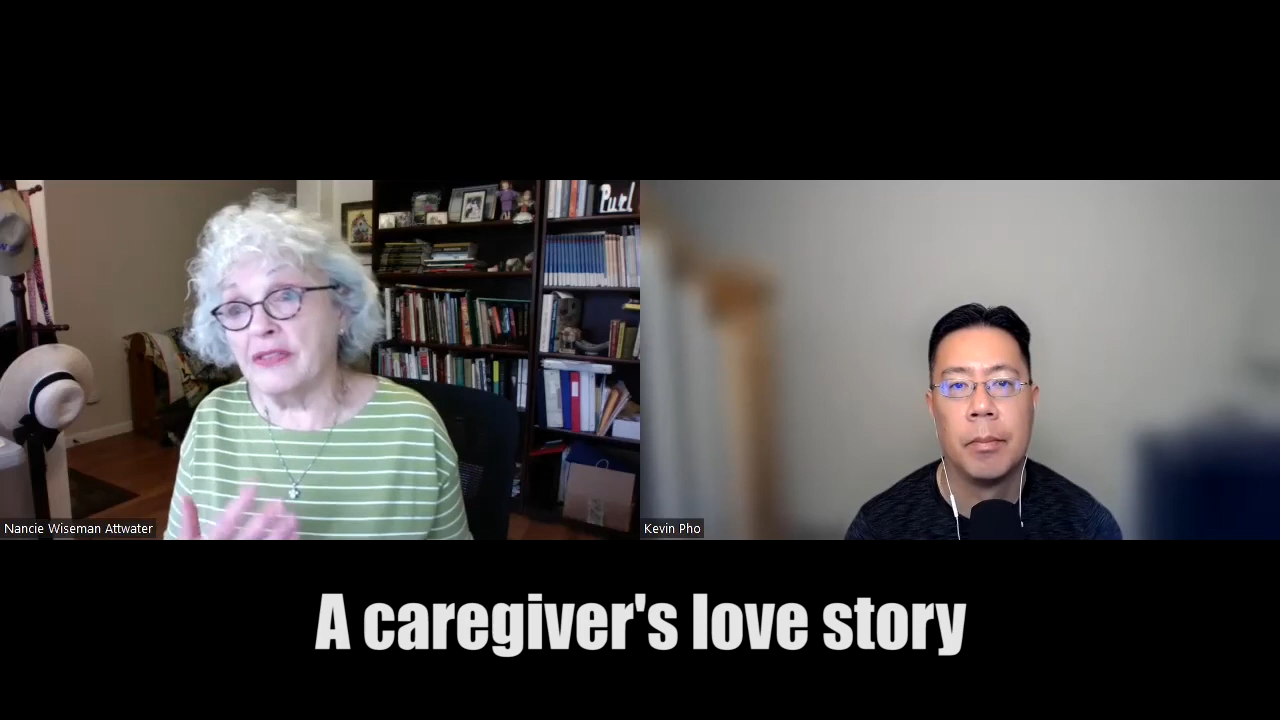 Purl
Nancie Wiseman Attwater
Kevin Pho
A caregiver's love story